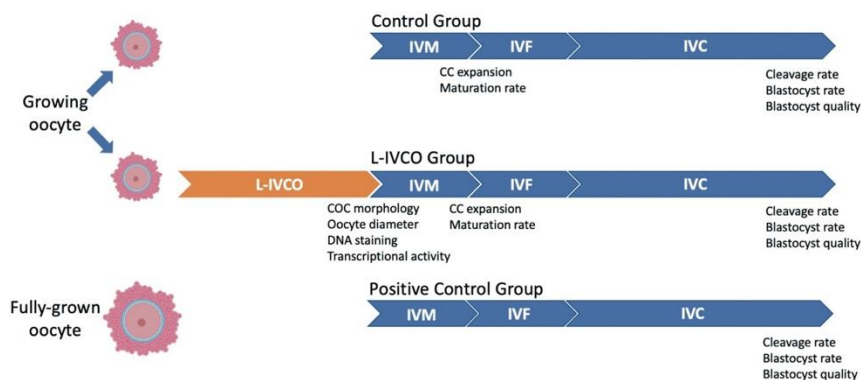 Control Group
IVM IVF IVC
CC expansion
Maturation rate
Cleavage rate
Blastocyst rate
Blastocyst quality
Growing
oocyte
L-IVCO Group
L-IVCO IVM IVF IVC
COC morphology
Oocyte diameter
DNA staining
Transcriptional activity
CC expansion
Maturation rate
Cleavage rate
Blastocyst rate
Blastocyst quality
Positive Control Group
Fully-grown
oocyte
IVM IVF IVC
Cleavage rate
Blastocyst rate
Blastocyst quality